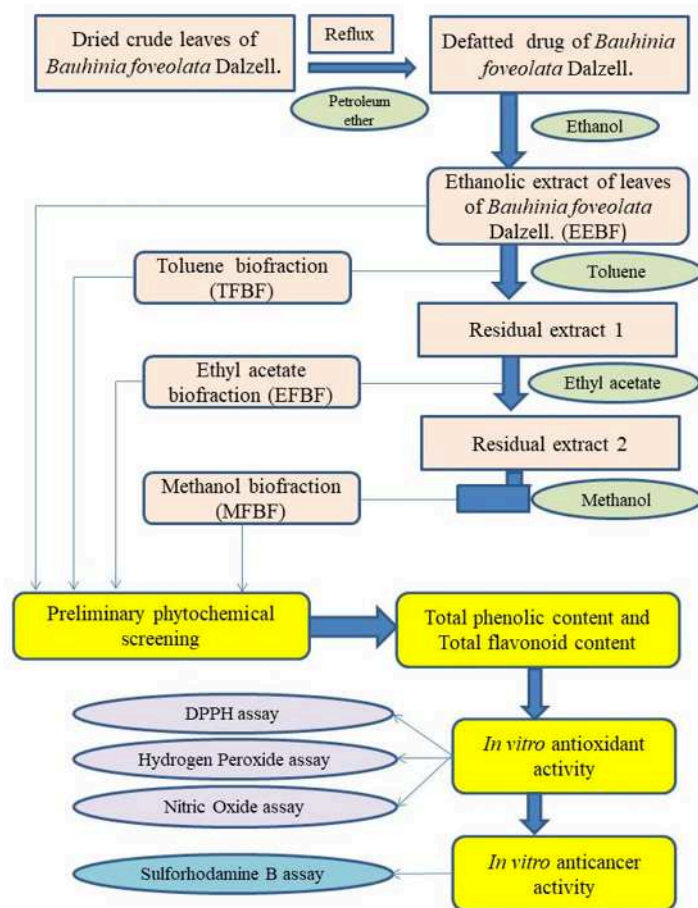 Dried crude leaves of
Bauhinia foveolata Dalzell.
Reflux
Petroleum
ether
Defatted drug of Bauhinia
foveolata Dalzell.
Ethanol
Ethanolic extract of leaves
of Bauhinia foveolata
Dalzell. (EEBF)
Toluene biofraction
(TFBF)
Toluene
Residual extract 1
Ethyl acetate
biofraction (EFBF)
Ethyl acetate
Residual extract 2
Methanol biofraction
(MFBF)
Methanol
Preliminary phytochemical
screening
Total phenolic content and
Total flavonoid content
DPPH assay
Hydrogen Peroxide assay
Nitric Oxide assay
In vitro antioxidant
activity
Sulforhodamine B assay
In vitro anticancer
activity